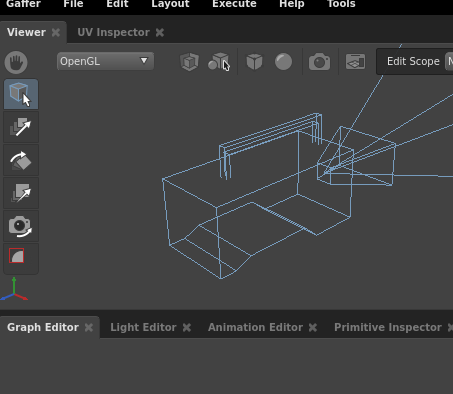 Gaffer File Edit Layout Execute Help Tools
Viewer UV Inspector
OpenGL Edit Scope N
Graph Editor Light Editor Animation Editor Primitive Inspector